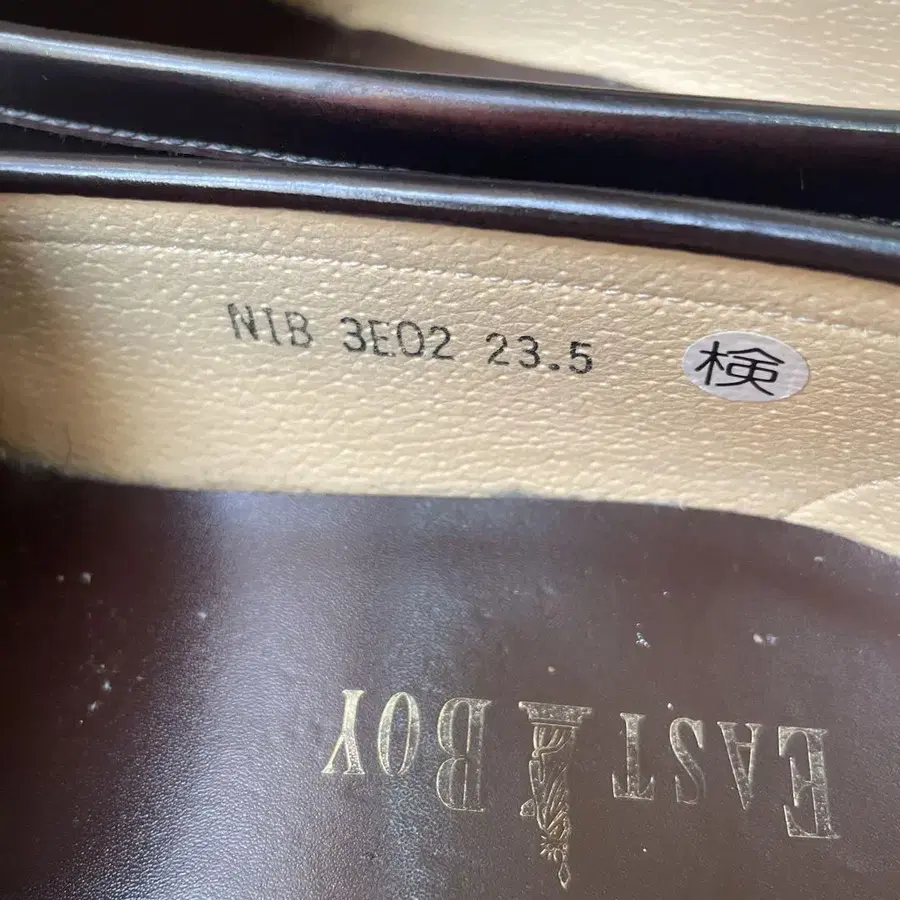 NIB 3E02 23.5 検
EAST BOY